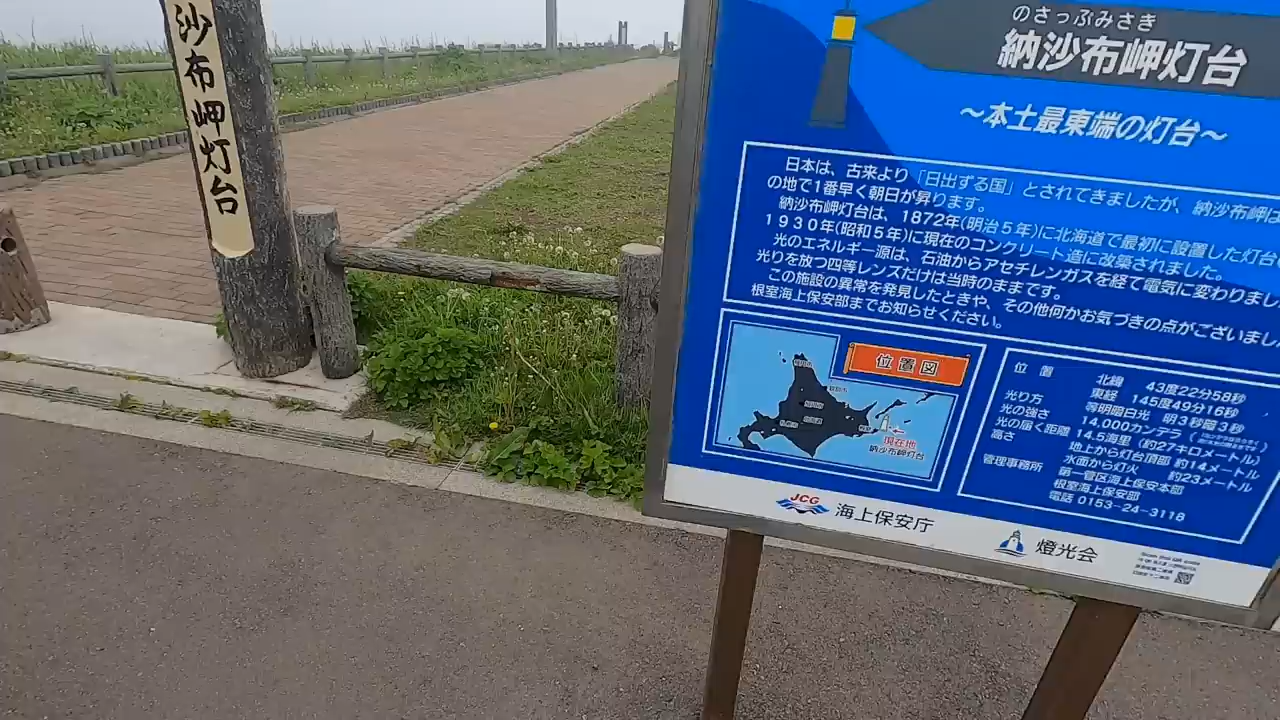 沙布岬灯台
のさっぷみさき
納沙布岬灯台
～本土最東端の灯台～
日本は、古来より「日出ずる国」とされてきましたが、納沙布岬は
の地で1番早く朝日が昇ります。
納沙布岬灯台は、1872年(明治5年)に北海道で最初に設置した灯台
1930年(昭和5年)に現在のコンクリート造に改築されました。
光のエネルギー源は、石油からアセチレンガスを経て電気に変わりまし
光りを放つ四等レンズだけは当時のままです。
この施設の異常を発見したときや、その他何かお気づきの点がございまし
根室海上保安部までお知らせください。
位置図
現在地
納沙布岬灯台
位置 北緯 43度22分58秒
東経 145度49分16秒
光り方 等明暗白光 明3秒暗3秒
光の強さ 14,000カンデラ
光の届く距離 14.5海里(約27キロメートル)
高さ 地上から灯台頂部 約14メートル
水面から灯火 約23メートル
管理事務所 第一管区海上保安本部
根室海上保安部
電話 0153-24-3118
JCG 海上保安庁
燈光会